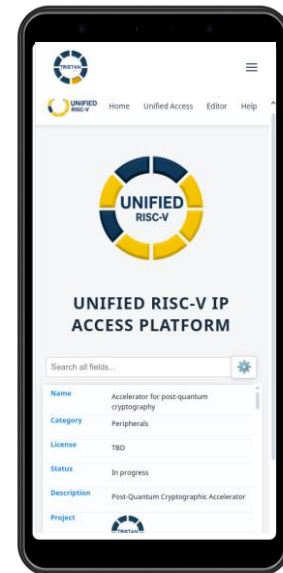 TRISTAN
UNIFIED
RISC-V
Home
Unified Access
Editor
Help
UNIFIED
RISC-V
UNIFIED RISC-V IP
ACCESS PLATFORM
Search all fields...
Name
Accelerator for post-quantum
cryptography
Category
Peripherals
License
TBD
Status
In progress
Description
Post-Quantum Cryptographic Accelerator
Project
TRISTAN